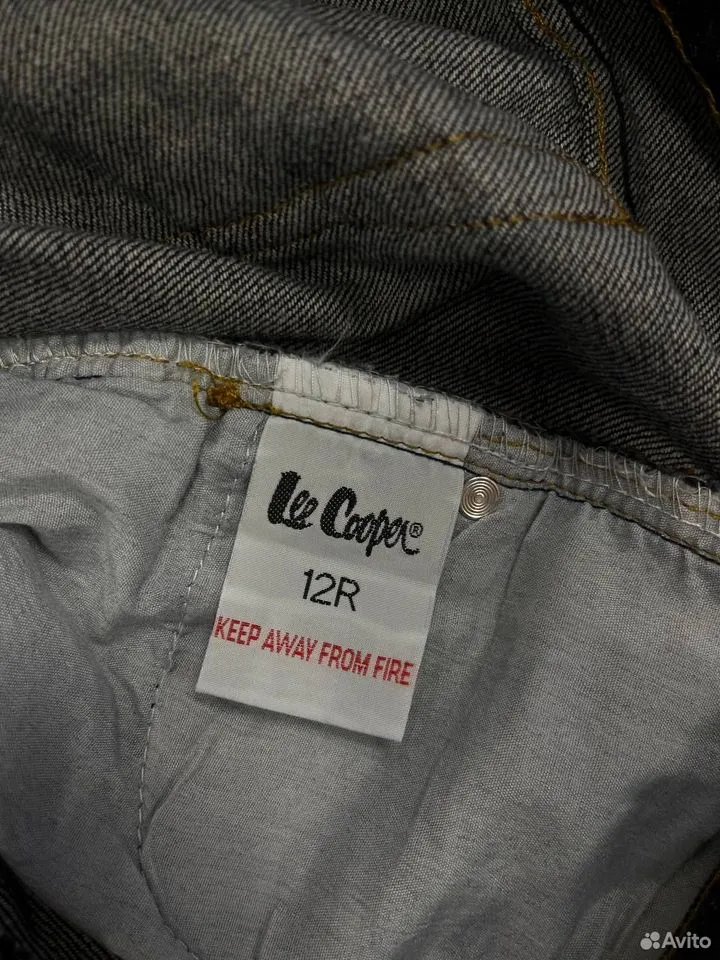 Lee Cooper®
12R
KEEP AWAY FROM FIRE
Avito